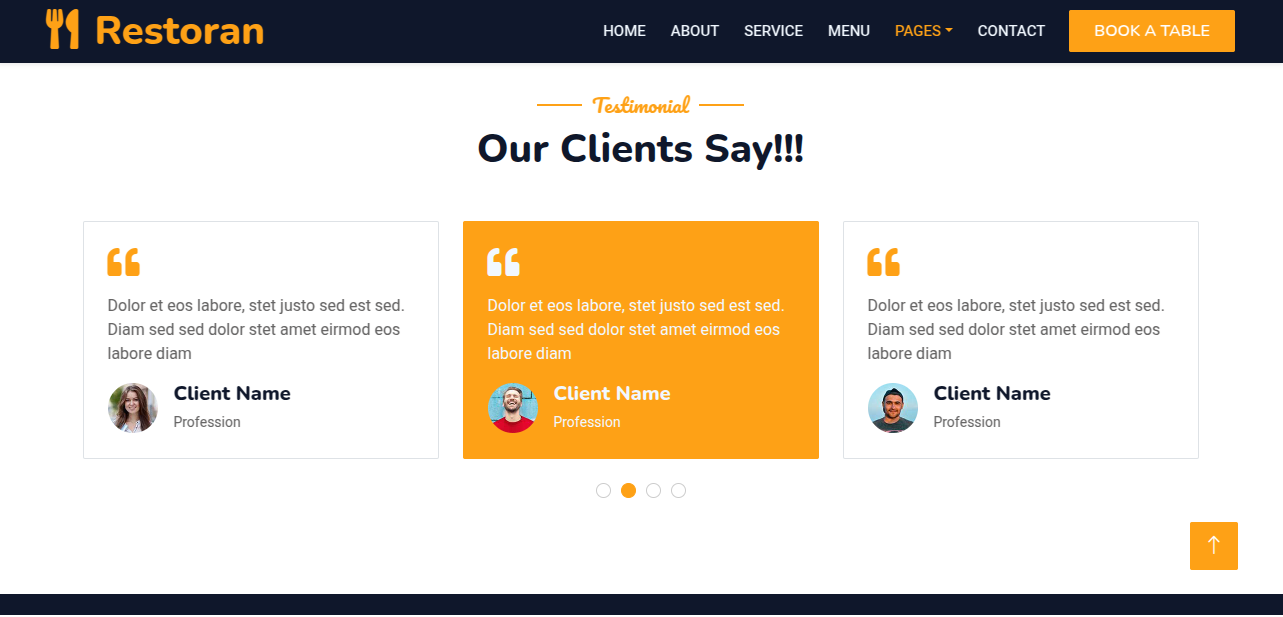 Restoran
HOME ABOUT SERVICE MENU PAGES CONTACT BOOK A TABLE
Testimonial
Our Clients Say!!!
Dolor et eos labore, stet justo sed est sed.
Diam sed sed dolor stet amet eirmod eos
labore diam
Client Name
Profession
Dolor et eos labore, stet justo sed est sed.
Diam sed sed dolor stet amet eirmod eos
labore diam
Client Name
Profession
Dolor et eos labore, stet justo sed est sed.
Diam sed sed dolor stet amet eirmod eos
labore diam
Client Name
Profession